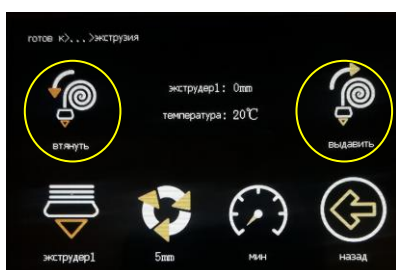 готов к>...>экструзия
экструдер1: 0mm
температура: 20℃
втянуть
выдавить
экструдер1
5mm
мин
назад